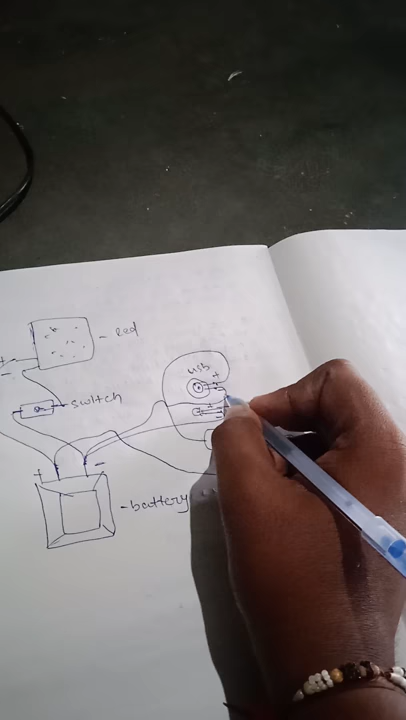 - led
usb
+
+
-
- switch
+
-
+ -
- battery